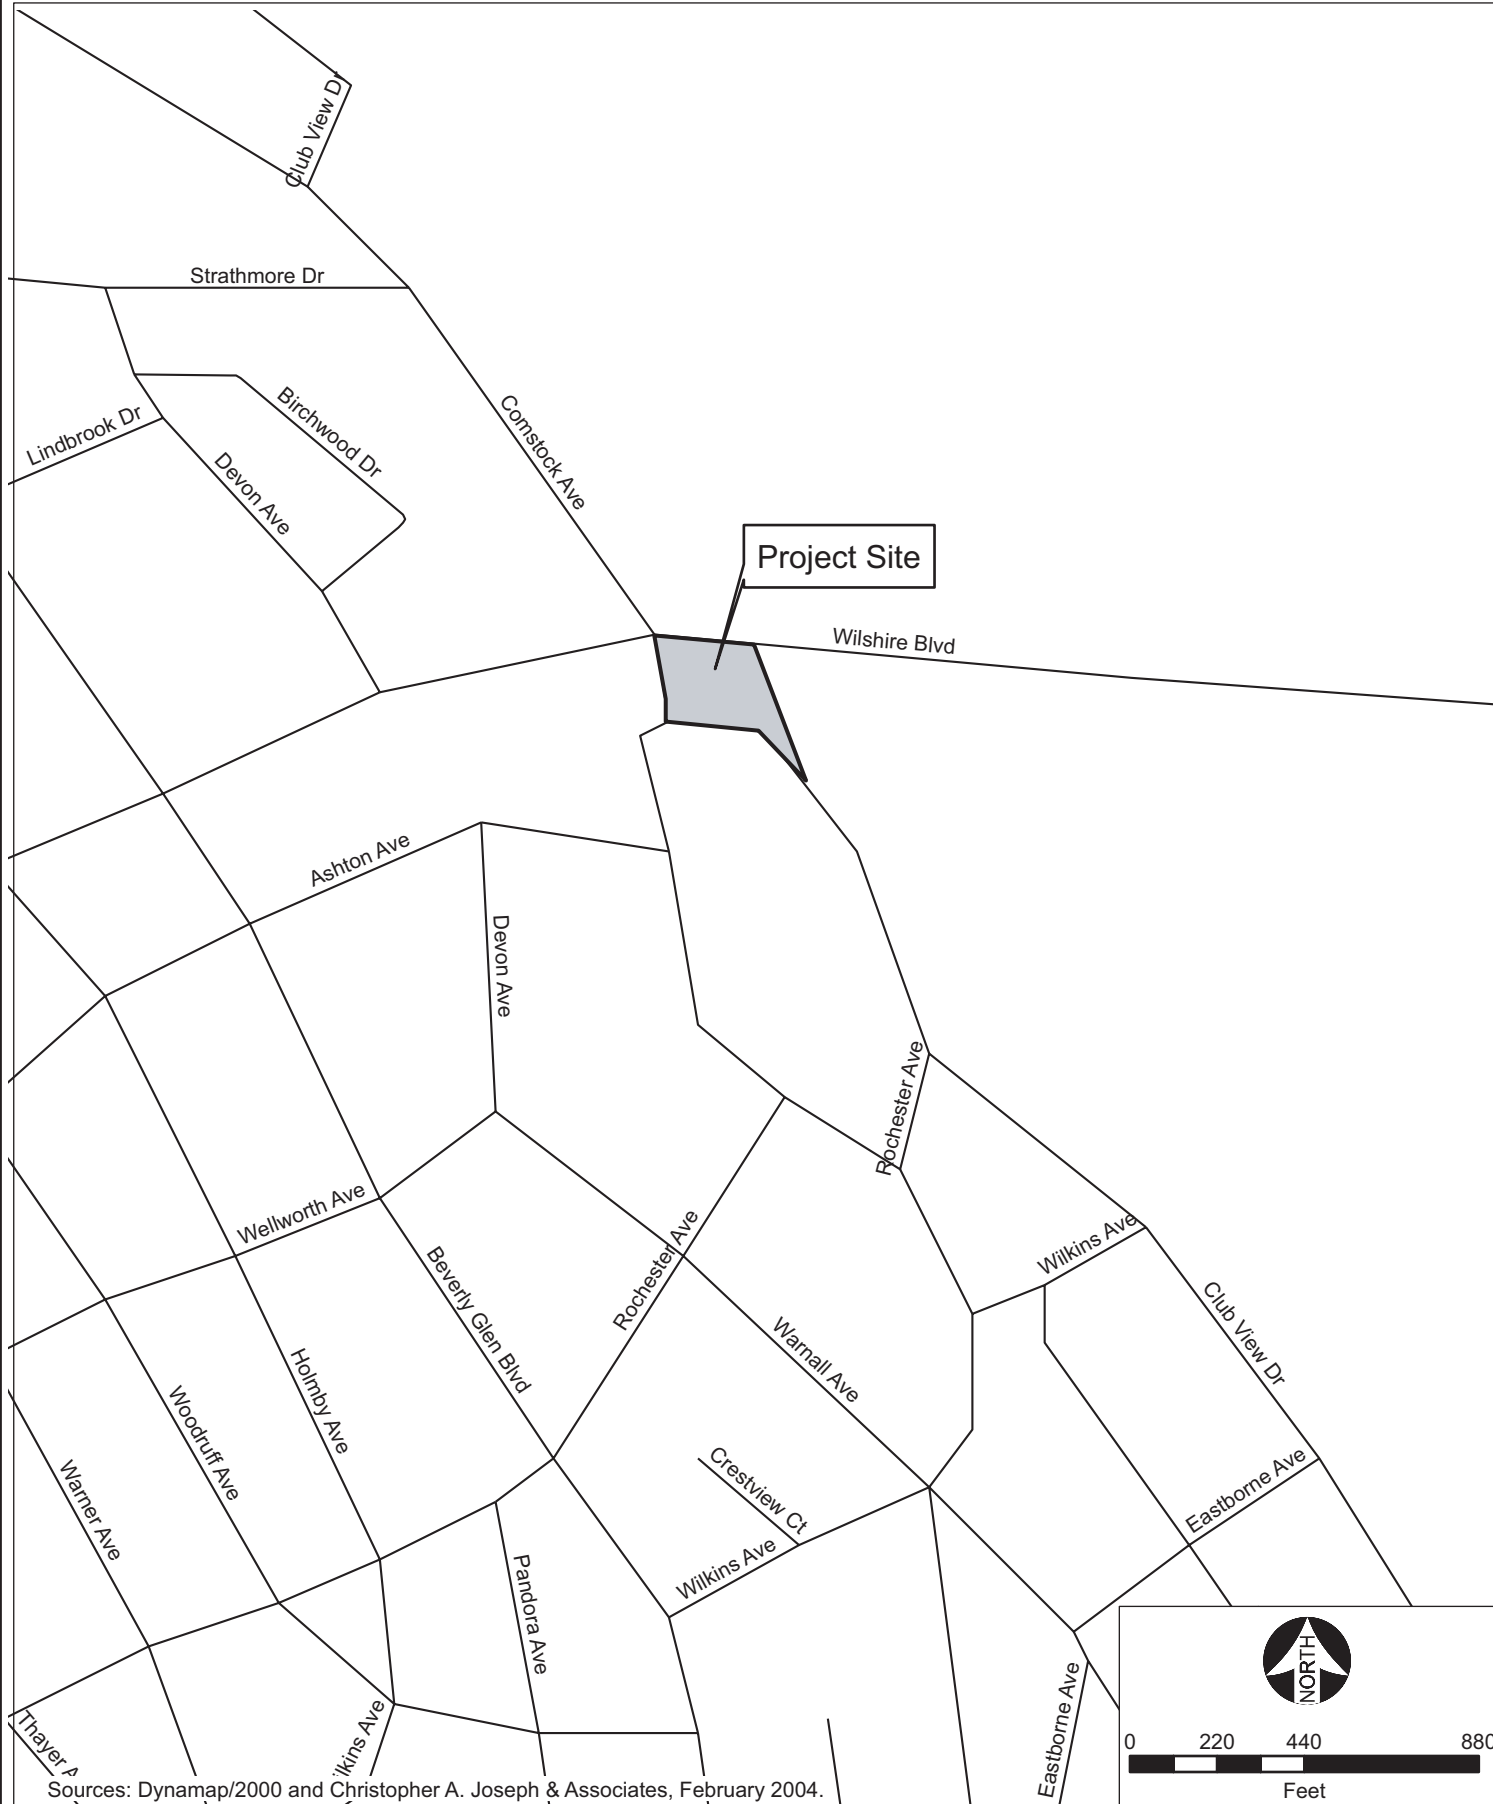 Club View D
Strathmore Dr
Birchwood Dr
Lindbrook Dr
Comstock Ave
Devon Ave
Project Site
Wilshire Blvd
Ashton Ave
Devon Ave
Rochester Ave
Wellworth Ave
Rochester Ave
Wilkins Ave
Beverly Glen Blvd
Club View Dr
Warnall Ave
Holmby Ave
Woodruff Ave
Crestview Ct
Eastborne Ave
Warner Ave
Wilkins Ave
Pandora Ave
NORTH
Eastborne Ave
Thayer A
ilkins Ave
0 220 440 880
Feet
Sources: Dynamap/2000 and Christopher A. Joseph & Associates, February 2004.